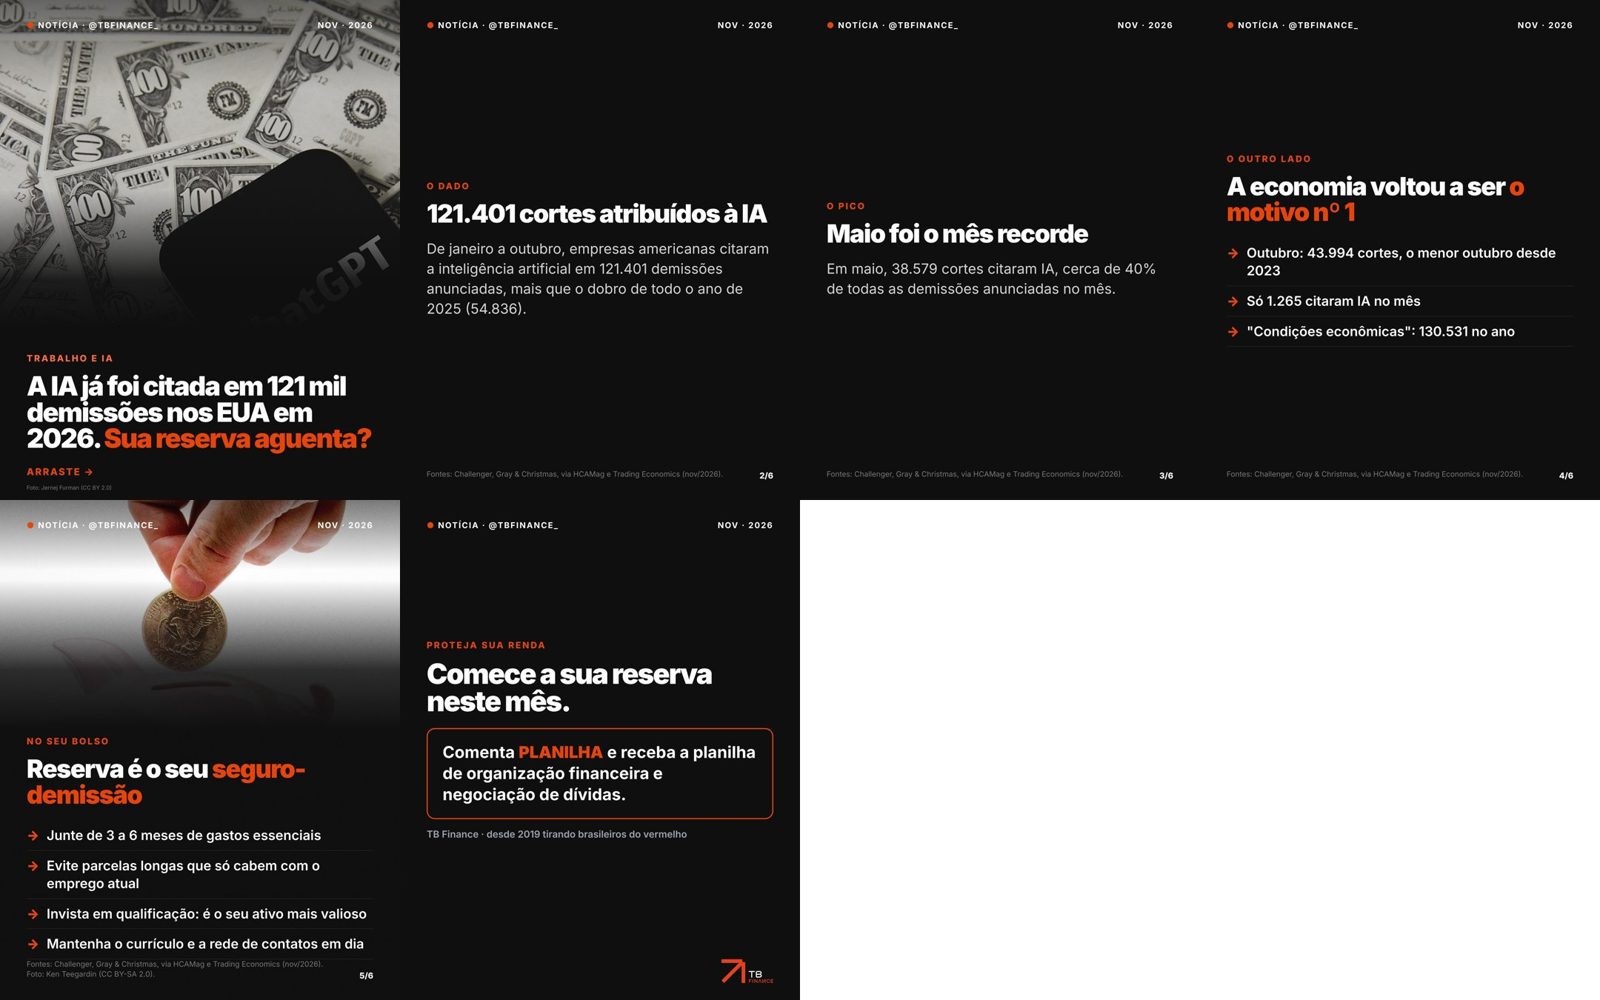 NOTÍCIA · @TBFINANCE_
NOV · 2026
HUNDRED
100
100
100
100
100
THE
COPY
ChatGPT
TRABALHO E IA
A IA já foi citada em 121 mil
demissões nos EUA em
2026. Sua reserva aguenta?
ARRASTE →
Foto: Jernej Furman (CC BY 2.0)
NOTÍCIA · @TBFINANCE_
NOV · 2026
O DADO
121.401 cortes atribuídos à IA
De janeiro a outubro, empresas americanas citaram
a inteligência artificial em 121.401 demissões
anunciadas, mais que o dobro de todo o ano de
2025 (54.836).
Fontes: Challenger, Gray & Christmas, via HCAMag e Trading Economics (nov/2026).
2/6
NOTÍCIA · @TBFINANCE_
NOV · 2026
O PICO
Maio foi o mês recorde
Em maio, 38.579 cortes citaram IA, cerca de 40%
de todas as demissões anunciadas no mês.
Fontes: Challenger, Gray & Christmas, via HCAMag e Trading Economics (nov/2026).
3/6
NOTÍCIA · @TBFINANCE_
NOV · 2026
O OUTRO LADO
A economia voltou a ser o
motivo nº 1
→ Outubro: 43.994 cortes, o menor outubro desde
2023
→ Só 1.265 citaram IA no mês
→ "Condições econômicas": 130.531 no ano
Fontes: Challenger, Gray & Christmas, via HCAMag e Trading Economics (nov/2026).
4/6
NOTÍCIA · @TBFINANCE_
NOV · 2026
NO SEU BOLSO
Reserva é o seu seguro-
demissão
→ Junte de 3 a 6 meses de gastos essenciais
→ Evite parcelas longas que só cabem com o
emprego atual
→ Invista em qualificação: é o seu ativo mais valioso
→ Mantenha o currículo e a rede de contatos em dia
Fontes: Challenger, Gray & Christmas, via HCAMag e Trading Economics (nov/2026).
Foto: Ken Teegardin (CC BY-SA 2.0).
5/6
NOTÍCIA · @TBFINANCE_
NOV · 2026
PROTEJA SUA RENDA
Comece a sua reserva
neste mês.
Comenta PLANILHA e receba a planilha
de organização financeira e
negociação de dívidas.
TB Finance · desde 2019 tirando brasileiros do vermelho
TB
FINANCE